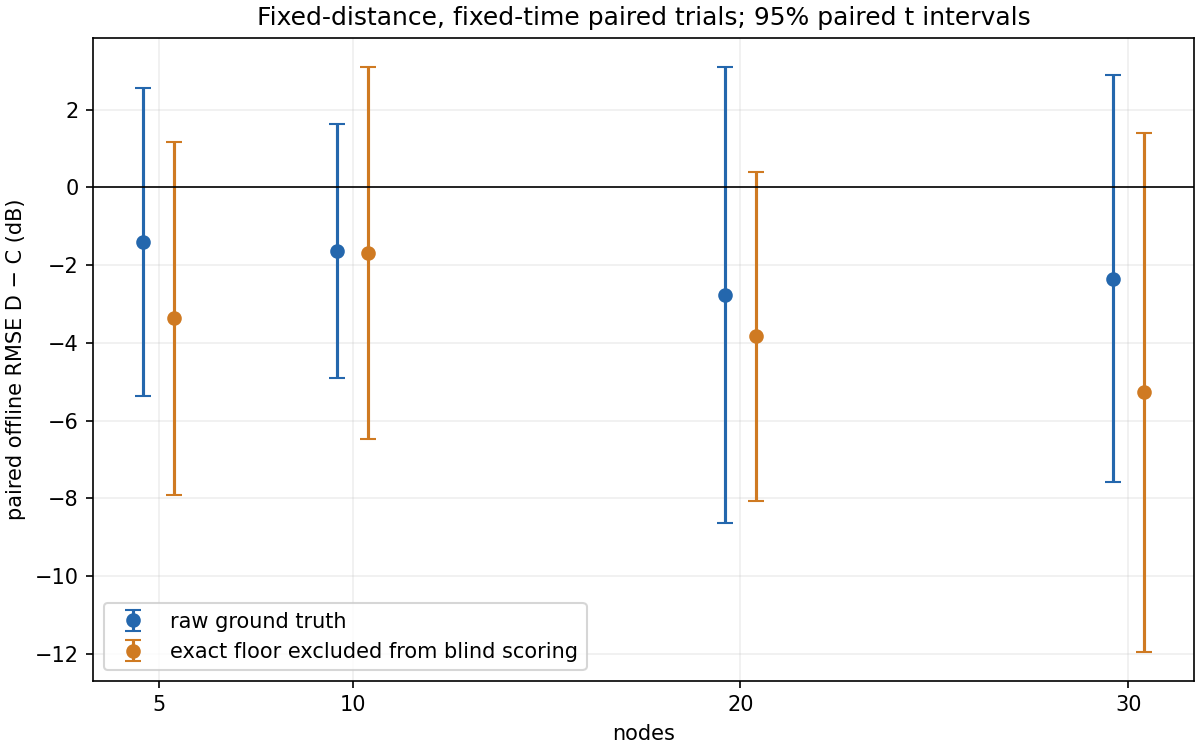 Fixed-distance, fixed-time paired trials; 95% paired t intervals
paired offline RMSE D − C (dB)
2
0
−2
−4
−6
−8
−10
−12
raw ground truth
exact floor excluded from blind scoring
5
10
20
30
nodes